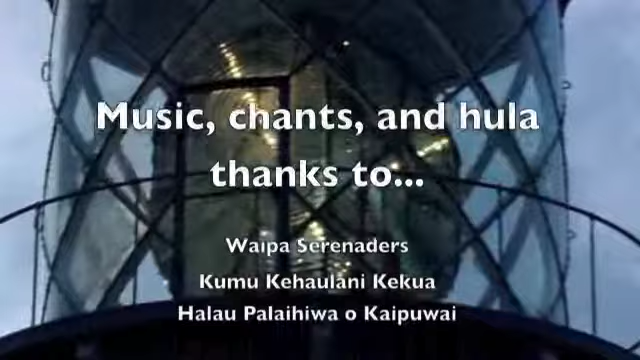 Music, chants, and hula
thanks to...
Waipa Serenaders
Kumu Kehaulani Kekua
Halau Palaihiwa o Kaipuwai